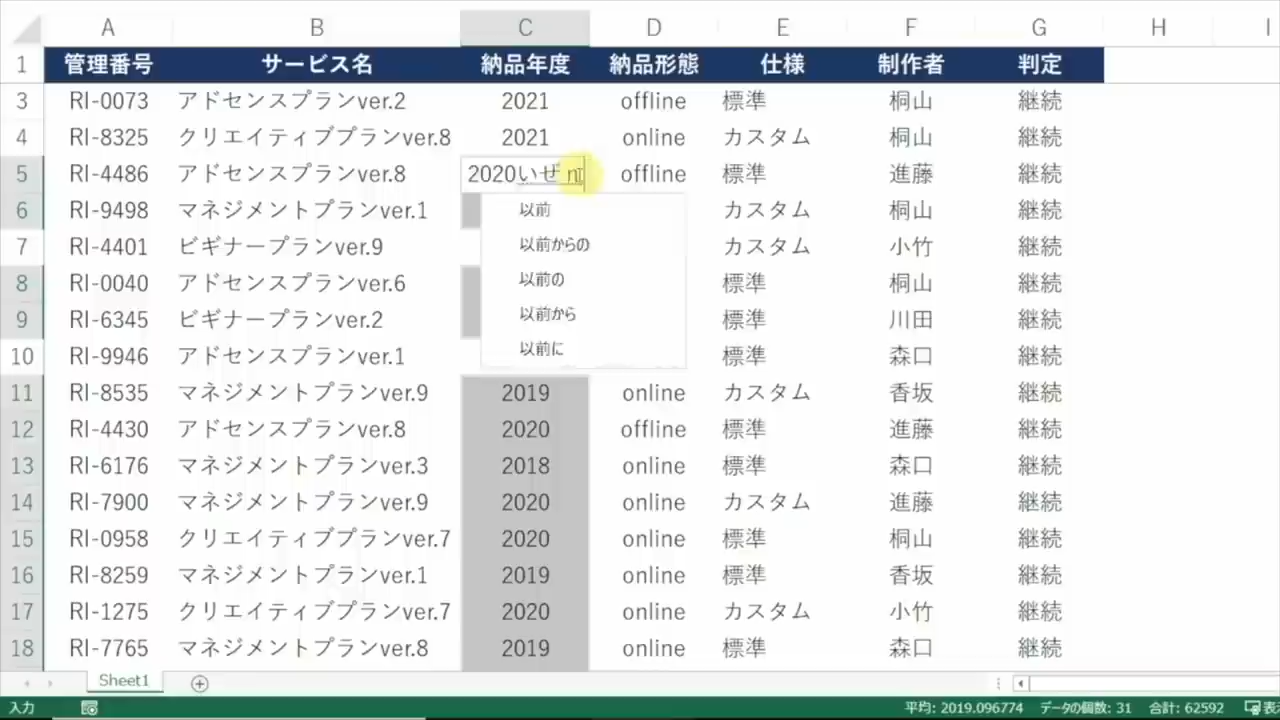 A B C D E F G H I
1 管理番号 サービス名 納品年度 納品形態 仕様 制作者 判定
3 RI-0073 アドセンスプランver.2 2021 offline 標準 桐山 継続
4 RI-8325 クリエイティブプランver.8 2021 online カスタム 桐山 継続
5 RI-4486 アドセンスプランver.8 2020いぜn offline 標準 進藤 継続
6 RI-9498 マネジメントプランver.1 以前 カスタム 桐山 継続
7 RI-4401 ビギナープランver.9 以前からの カスタム 小竹 継続
8 RI-0040 アドセンスプランver.6 以前の 標準 桐山 継続
9 RI-6345 ビギナープランver.2 以前から 標準 川田 継続
10 RI-9946 アドセンスプランver.1 以前に 標準 森口 継続
11 RI-8535 マネジメントプランver.9 2019 online カスタム 香坂 継続
12 RI-4430 アドセンスプランver.8 2020 offline 標準 進藤 継続
13 RI-6176 マネジメントプランver.3 2018 online 標準 森口 継続
14 RI-7900 マネジメントプランver.9 2020 online カスタム 進藤 継続
15 RI-0958 クリエイティブプランver.7 2020 online 標準 桐山 継続
16 RI-8259 マネジメントプランver.1 2019 online 標準 香坂 継続
17 RI-1275 クリエイティブプランver.7 2020 online カスタム 小竹 継続
18 RI-7765 マネジメントプランver.8 2019 online 標準 森口 継続
Sheet1
入力 平均: 2019.096774 データの個数: 31 合計: 62592 表